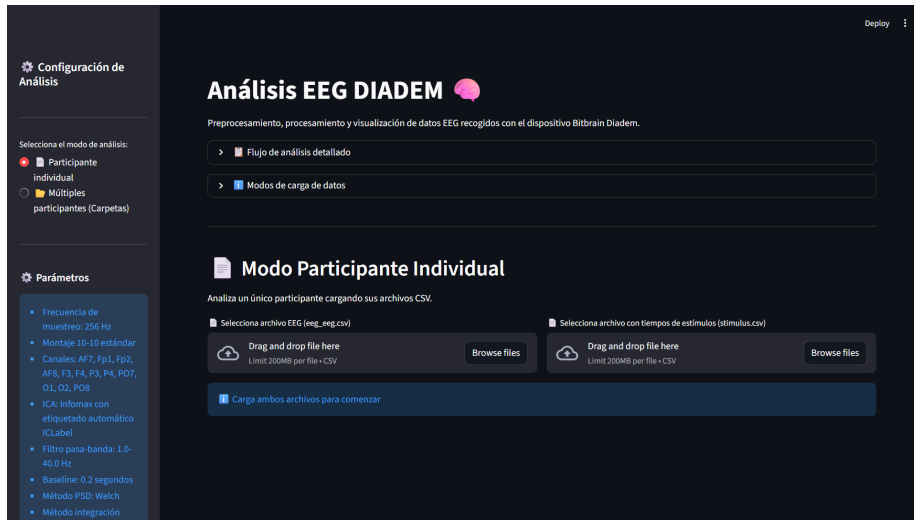 Deploy
Configuración de
Análisis
Selecciona el modo de análisis:
Participante
individual
Múltiples
participantes (Carpetas)
Parámetros
Frecuencia de
muestreo: 256 Hz
Montaje 10-10 estándar
Canales: AF7, Fp1, Fp2,
AF8, F3, F4, P3, P4, PO7,
O1, O2, PO8
ICA: Infomax con
etiquetado automático
ICLabel
Filtro pasa-banda: 1.0-
40.0 Hz
Baseline: 0.2 segundos
Método PSD: Welch
Método integración
Análisis EEG DIADEM
Preprocesamiento, procesamiento y visualización de datos EEG recogidos con el dispositivo Bitbrain Diadem.
Flujo de análisis detallado
Modos de carga de datos
Modo Participante Individual
Analiza un único participante cargando sus archivos CSV.
Selecciona archivo EEG (eeg_eeg.csv)
Drag and drop file here
Limit 200MB per file • CSV
Browse files
Selecciona archivo con tiempos de estímulos (stimulus.csv)
Drag and drop file here
Limit 200MB per file • CSV
Browse files
Carga ambos archivos para comenzar